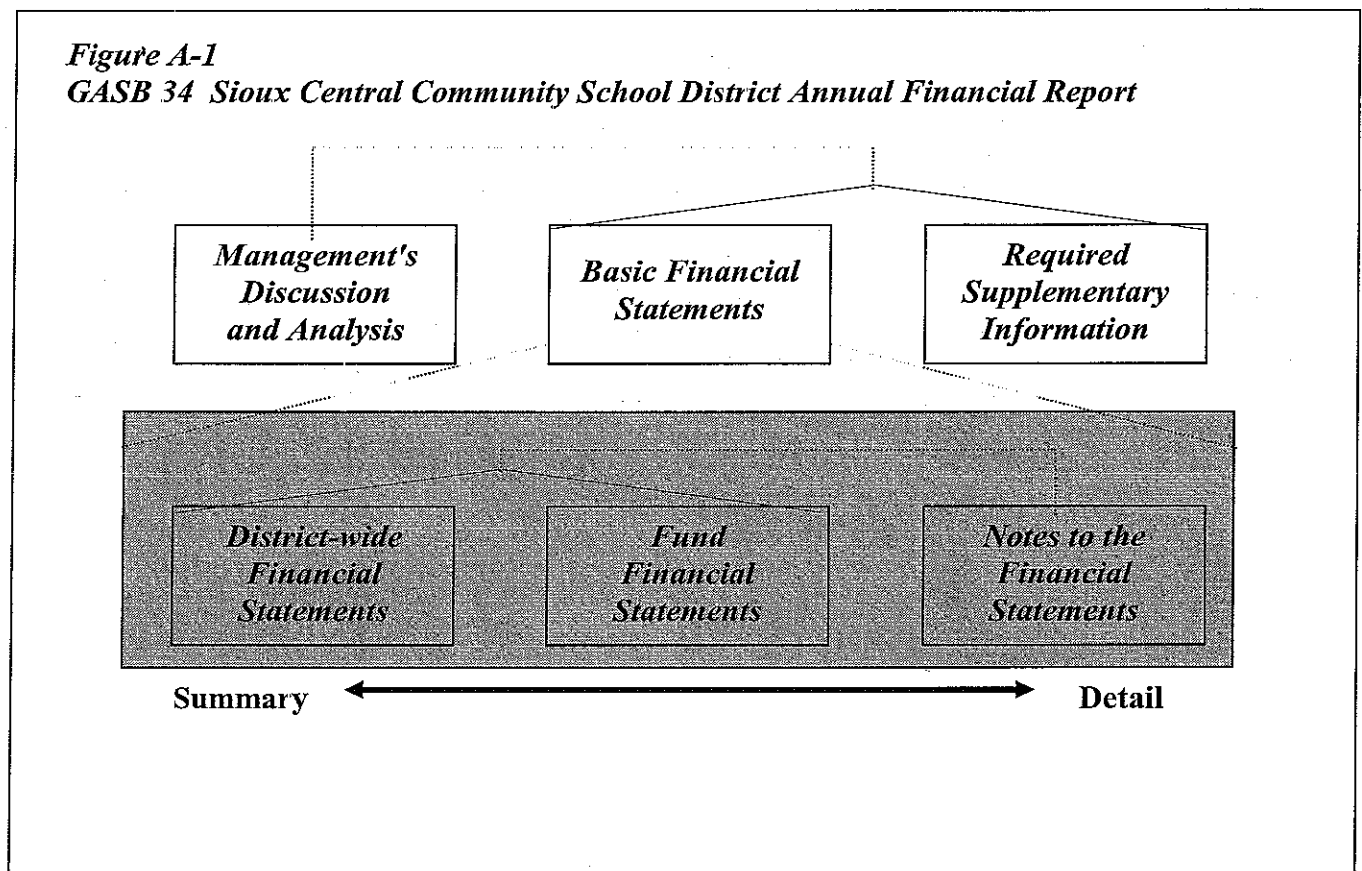 Figure A-1
GASB 34 Sioux Central Community School District Annual Financial Report
Management's
Discussion
and Analysis
Basic Financial
Statements
Required
Supplementary
Information
District-wide
Financial
Statements
Fund
Financial
Statements
Notes to the
Financial
Statements
Summary
Detail